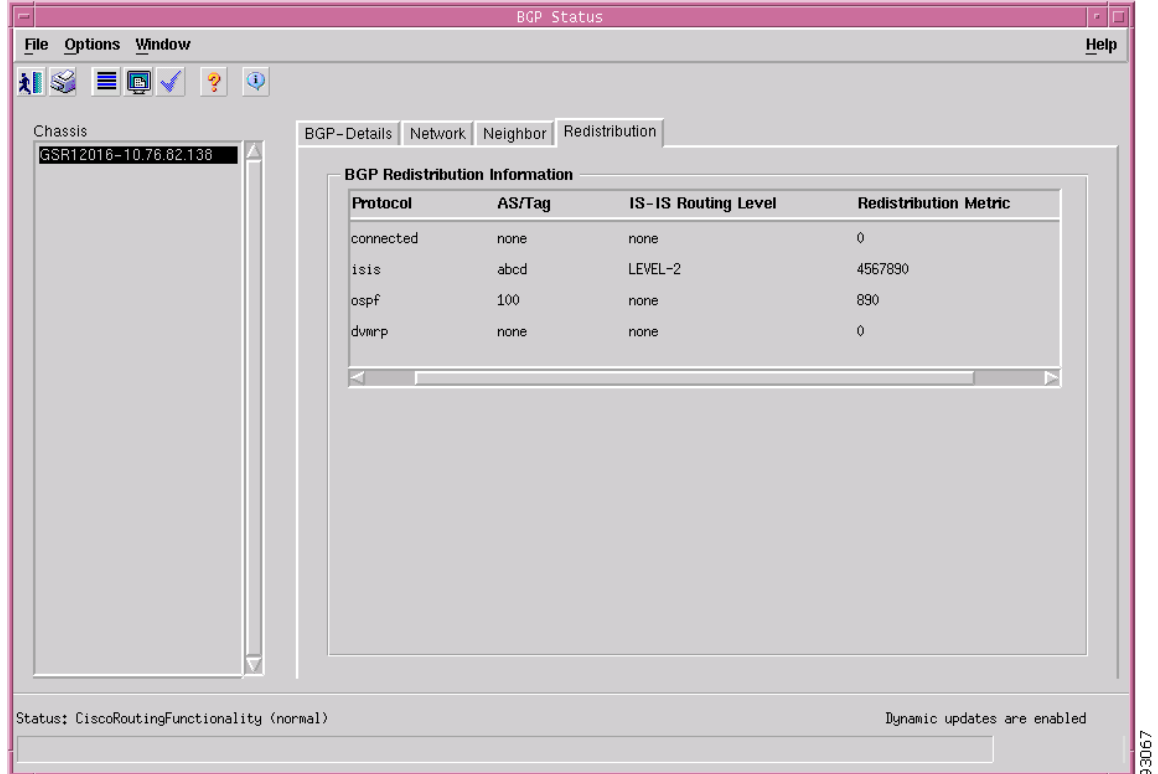 BGP Status
File Options Window Help
Chassis
GSR12016-10.76.82.138
BGP-Details Network Neighbor Redistribution
BGP Redistribution Information
Protocol AS/Tag IS-IS Routing Level Redistribution Metric
connected none none 0
isis abcd LEVEL-2 4567890
ospf 100 none 890
dvmrp none none 0
Status: CiscoRoutingFunctionality (normal) Dynamic updates are enabled
93067